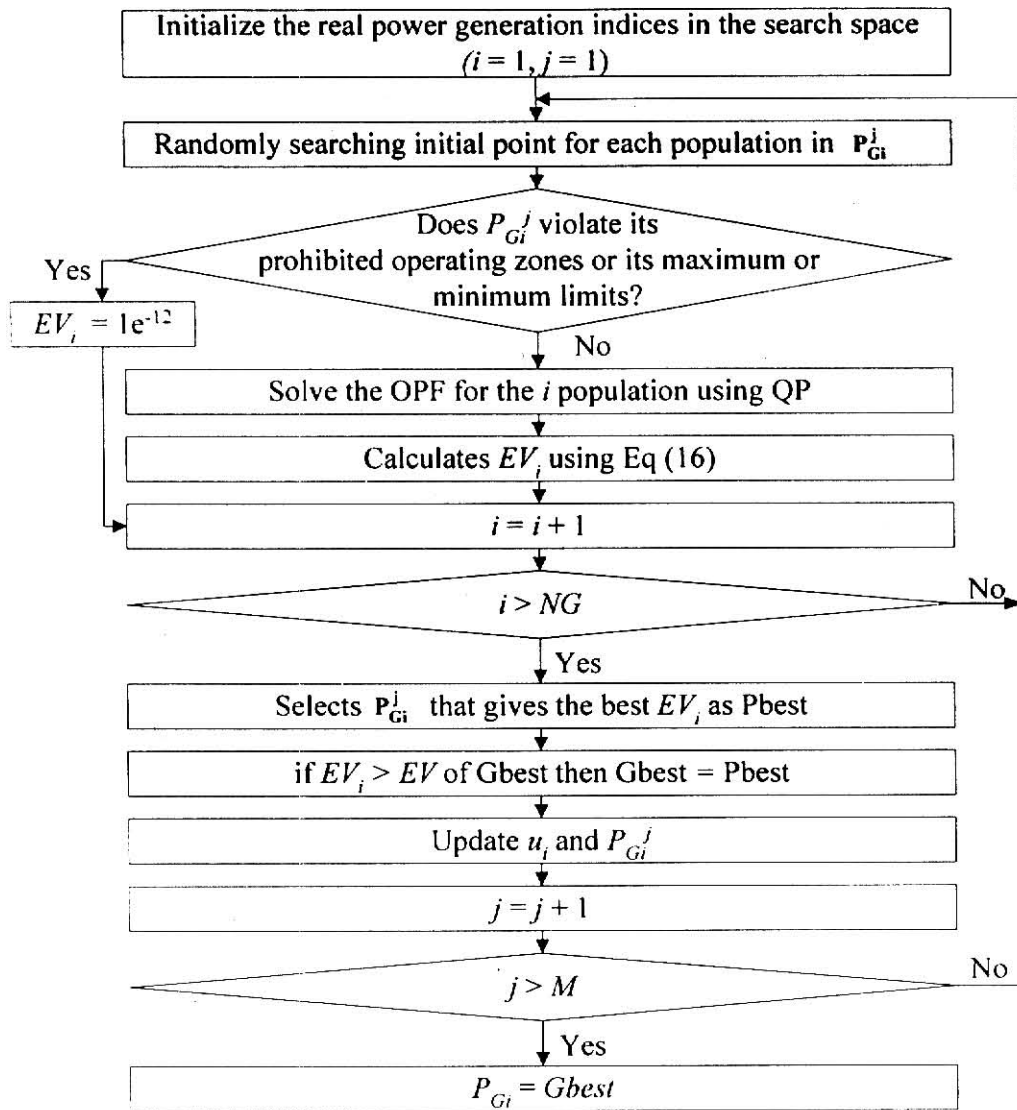 Initialize the real power generation indices in the search space
(i = 1, j = 1)
Randomly searching initial point for each population in P_Gi^j
Does P_Gi^j violate its
prohibited operating zones or its maximum or
minimum limits?
Yes
EV_i = 1e^-12
No
Solve the OPF for the i population using QP
Calculates EV_i using Eq (16)
i = i + 1
i > NG
No
Yes
Selects P_Gi^j that gives the best EV_i as Pbest
if EV_i > EV of Gbest then Gbest = Pbest
Update u_i and P_Gi^j
j = j + 1
j > M
No
Yes
P_Gi = Gbest